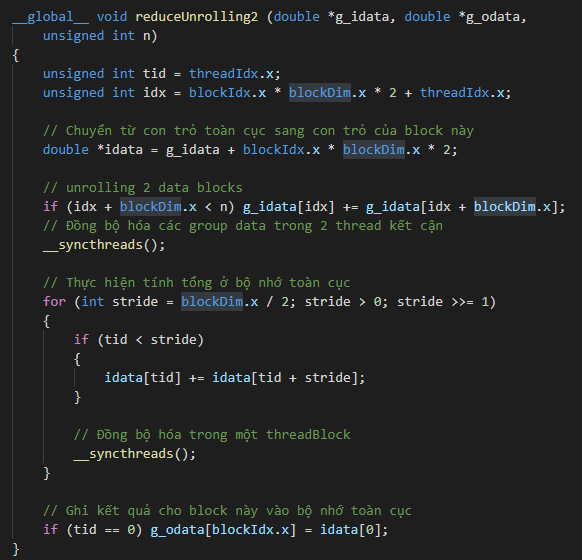 __global__ void reduceUnrolling2 (double *g_idata, double *g_odata,
    unsigned int n)
{
    unsigned int tid = threadIdx.x;
    unsigned int idx = blockIdx.x * blockDim.x * 2 + threadIdx.x;

    // Chuyển từ con trỏ toàn cục sang con trỏ của block này
    double *idata = g_idata + blockIdx.x * blockDim.x * 2;

    // unrolling 2 data blocks
    if (idx + blockDim.x < n) g_idata[idx] += g_idata[idx + blockDim.x];
    // Đồng bộ hóa các group data trong 2 thread kết cận
    __syncthreads();

    // Thực hiện tính tổng ở bộ nhớ toàn cục
    for (int stride = blockDim.x / 2; stride > 0; stride >>= 1)
    {
        if (tid < stride)
        {
            idata[tid] += idata[tid + stride];
        }

        // Đồng bộ hóa trong một threadBlock
        __syncthreads();
    }

    // Ghi kết quả cho block này vào bộ nhớ toàn cục
    if (tid == 0) g_odata[blockIdx.x] = idata[0];
}